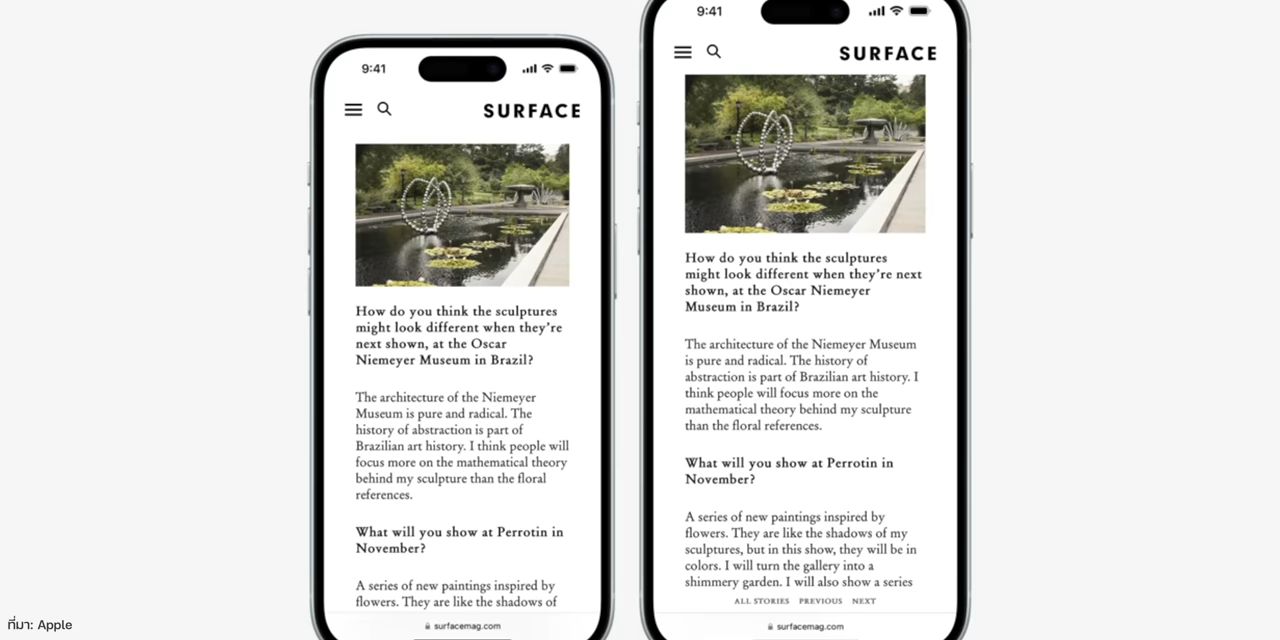 9:41
SURFACE
How do you think the sculptures
might look different when they're
next shown, at the Oscar
Niemeyer Museum in Brazil?
The architecture of the Niemeyer
Museum is pure and radical. The
history of abstraction is part of
Brazilian art history. I think people will
focus more on the mathematical theory
behind my sculpture than the floral
references.
What will you show at Perrotin in
November?
A series of new paintings inspired by
flowers. They are like the shadows of
surfacemag.com
9:41
SURFACE
How do you think the sculptures
might look different when they're next
shown, at the Oscar Niemeyer
Museum in Brazil?
The architecture of the Niemeyer Museum
is pure and radical. The history of
abstraction is part of Brazilian art history. I
think people will focus more on the
mathematical theory behind my sculpture
than the floral references.
What will you show at Perrotin in
November?
A series of new paintings inspired by
flowers. They are like the shadows of my
sculptures, but in this show, they will be in
colors. I will turn the gallery into a
shimmery garden. I will also show a series
ALL STORIES PREVIOUS NEXT
surfacemag.com
ที่มา: Apple